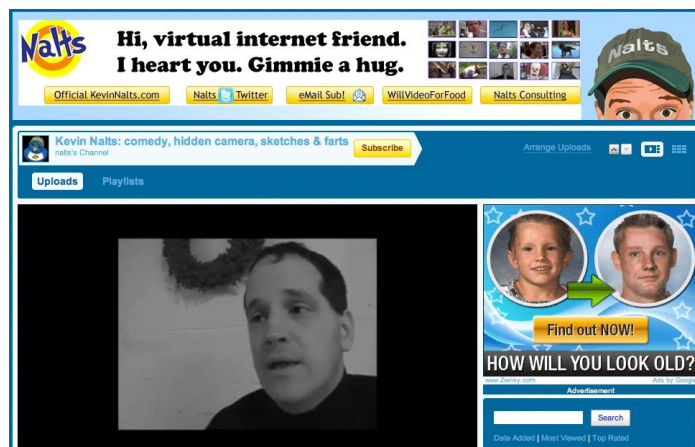 Nalts
Hi, virtual internet friend.
I heart you. Gimmie a hug.
Nalts
Official KevinNalts.com
Nalts Twitter
eMail Sub!
WillVideoForFood
Nalts Consulting
Kevin Nalts: comedy, hidden camera, sketches & farts
nalts's Channel
Subscribe
Arrange Uploads
Uploads
Playlists
Find out NOW!
HOW WILL YOU LOOK OLD?
www.Zwinky.com
Ads by Google
Advertisement
Search
Date Added | Most Viewed | Top Rated